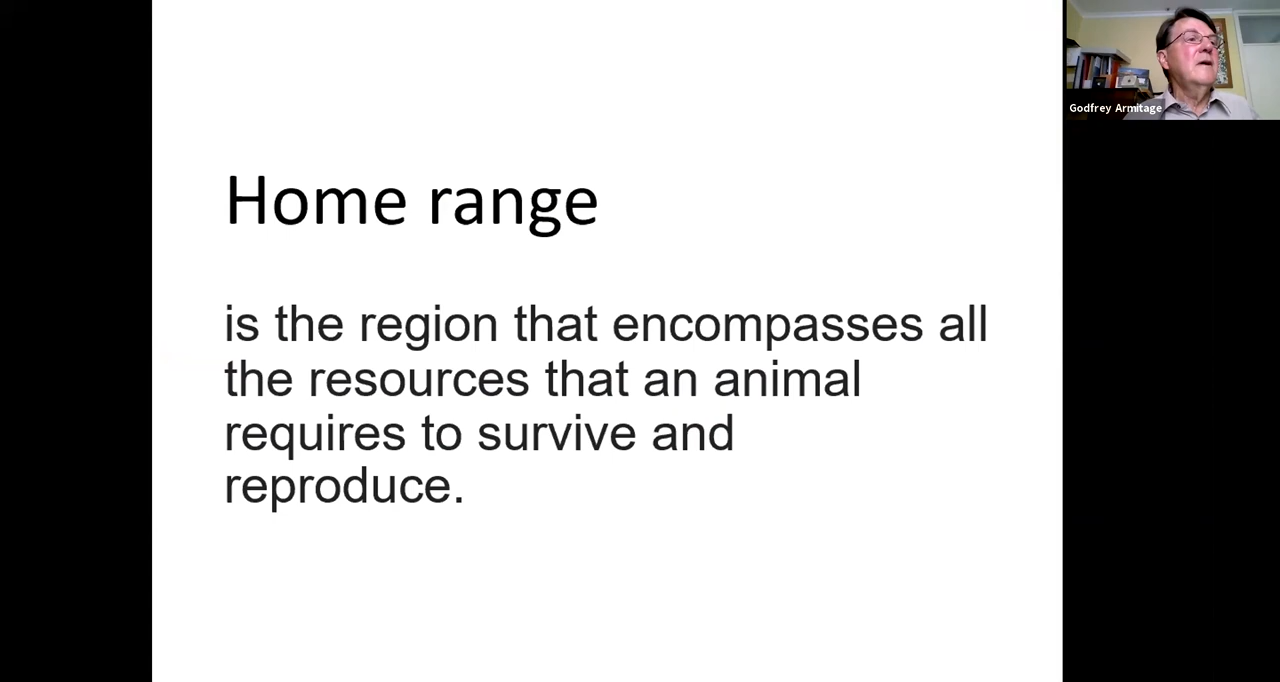 Home range
is the region that encompasses all
the resources that an animal
requires to survive and
reproduce.
Godfrey Armitage